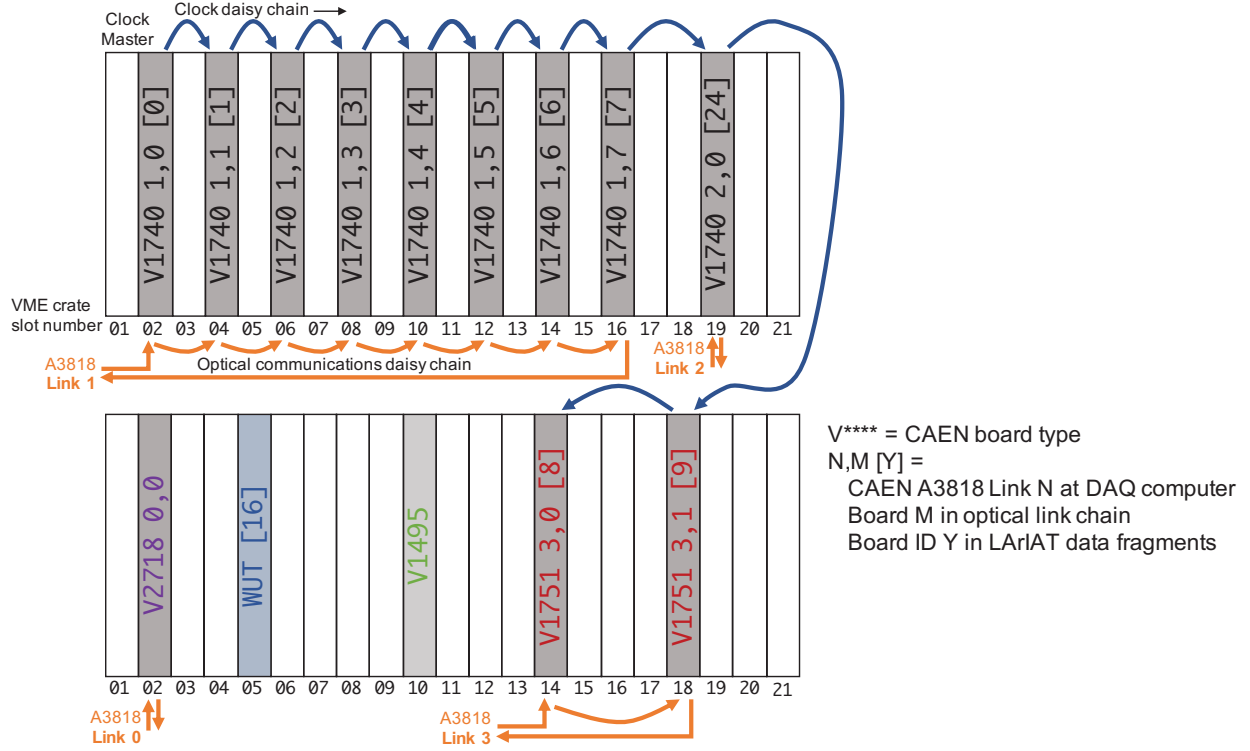 Clock daisy chain
Clock
Master
V1740 1,0 [0]
V1740 1,1 [1]
V1740 1,2 [2]
V1740 1,3 [3]
V1740 1,4 [4]
V1740 1,5 [5]
V1740 1,6 [6]
V1740 1,7 [7]
V1740 2,0 [24]
VME crate
slot number
01 02 03 04 05 06 07 08 09 10 11 12 13 14 15 16 17 18 19 20 21
A3818
Link 1
Optical communications daisy chain
A3818
Link 2
V2718 0,0
WUT [16]
V1495
V1751 3,0 [8]
V1751 3,1 [9]
01 02 03 04 05 06 07 08 09 10 11 12 13 14 15 16 17 18 19 20 21
A3818
Link 0
A3818
Link 3
V**** = CAEN board type
N,M [Y] =
CAEN A3818 Link N at DAQ computer
Board M in optical link chain
Board ID Y in LArIAT data fragments